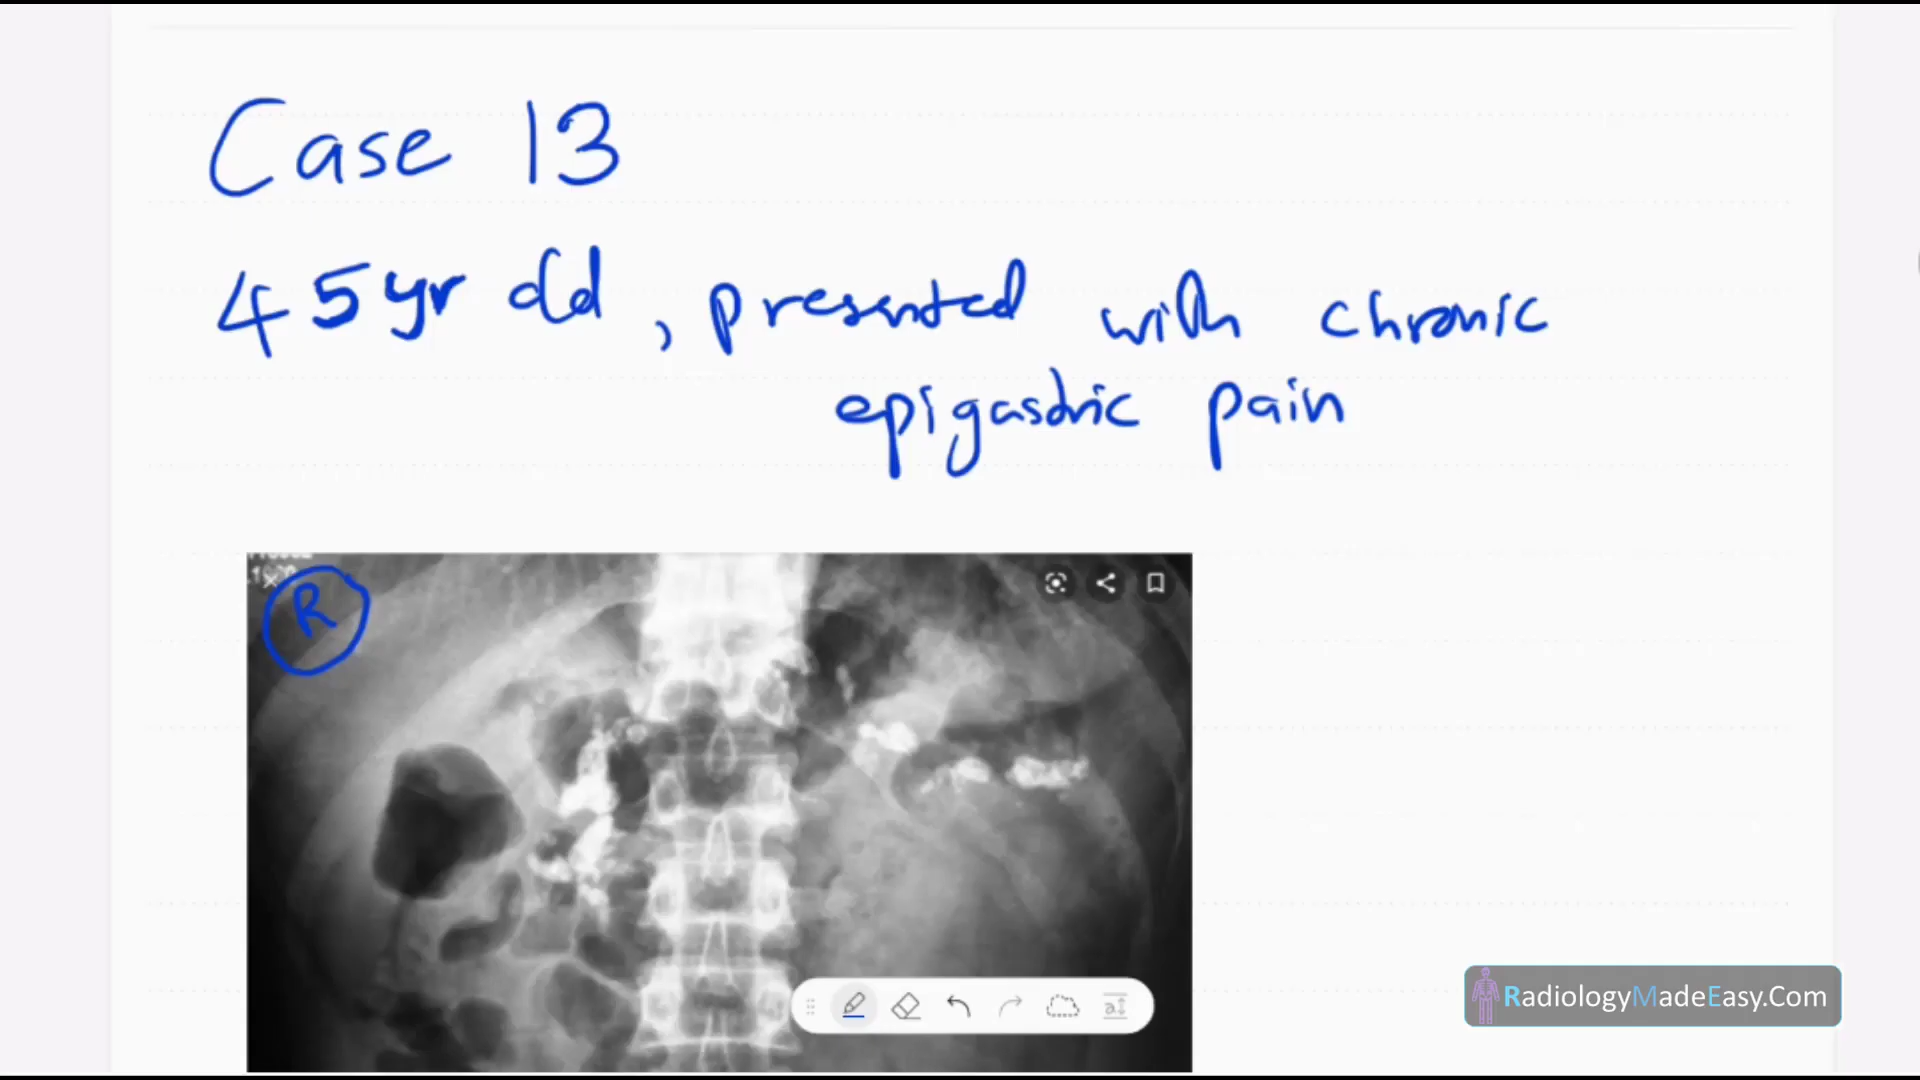 Case 13
45yr old, presented with chronic
epigastric pain
R
RadiologyMadeEasy.Com